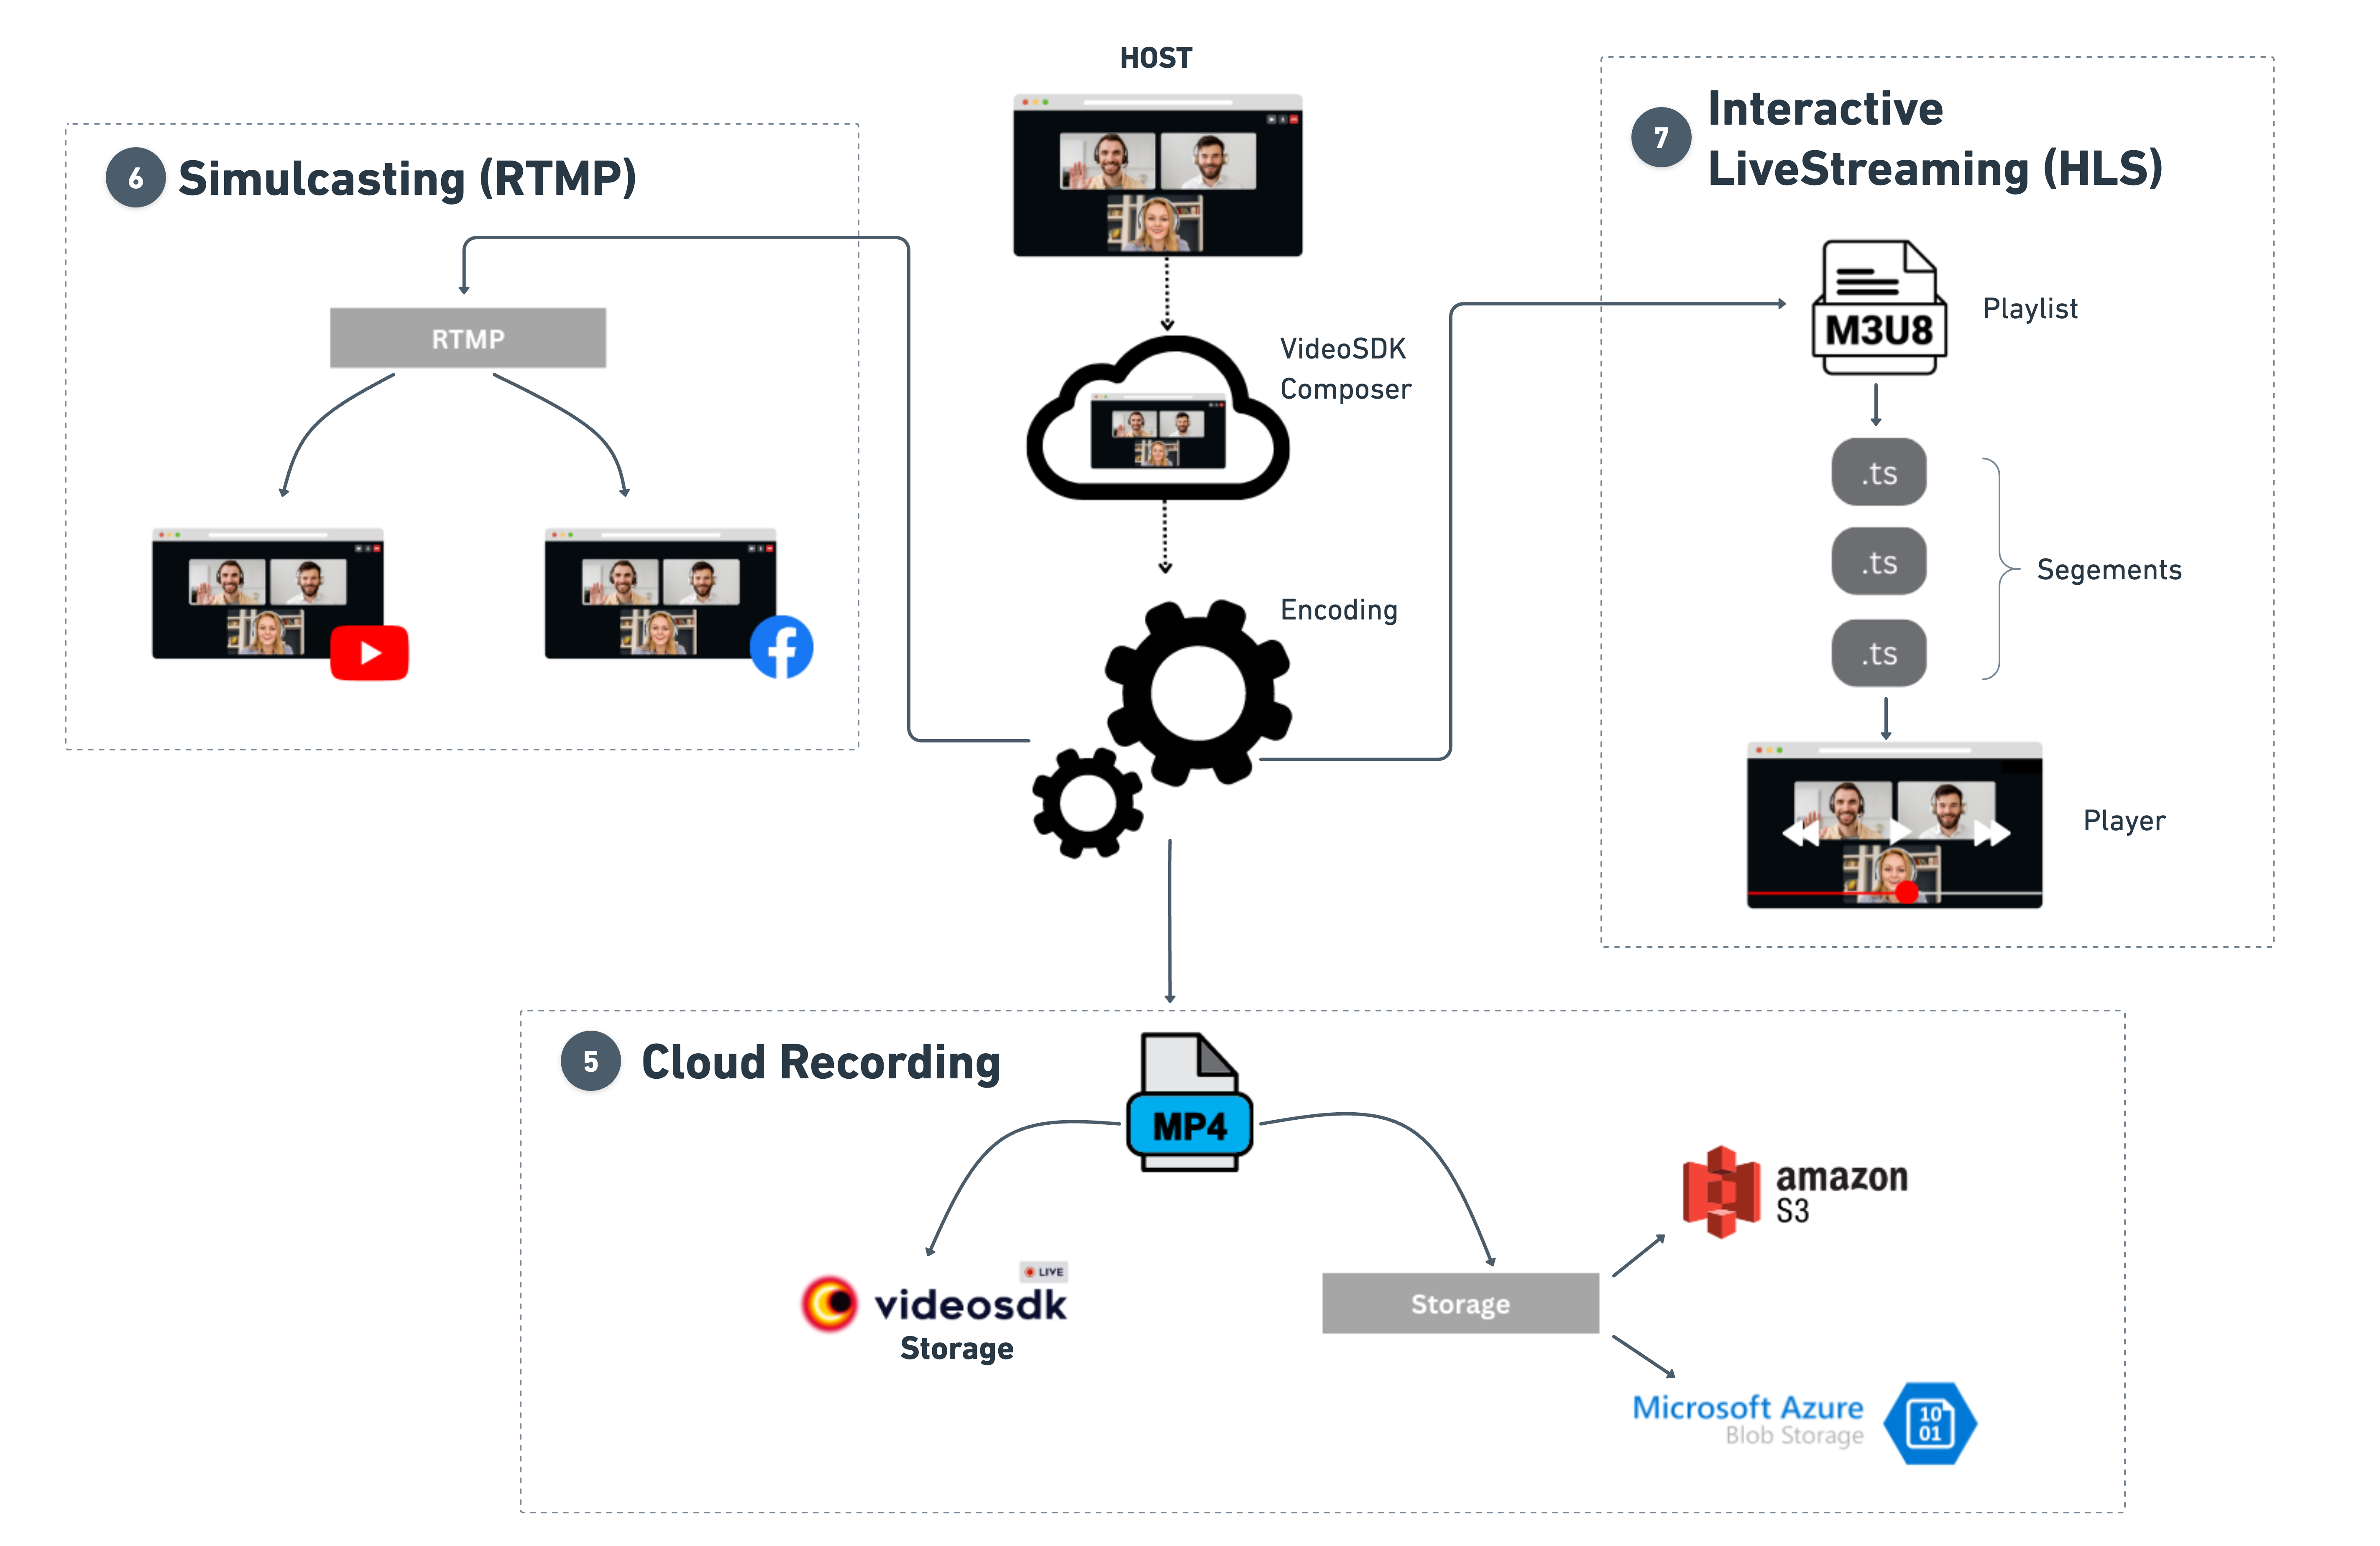 HOST
6
Simulcasting (RTMP)
RTMP
VideoSDK
Composer
Encoding
7
Interactive
LiveStreaming (HLS)
M3U8
Playlist
.ts
.ts
.ts
Segements
Player
5
Cloud Recording
MP4
LIVE
videosdk
Storage
Storage
amazon
S3
Microsoft Azure
Blob Storage
10
01